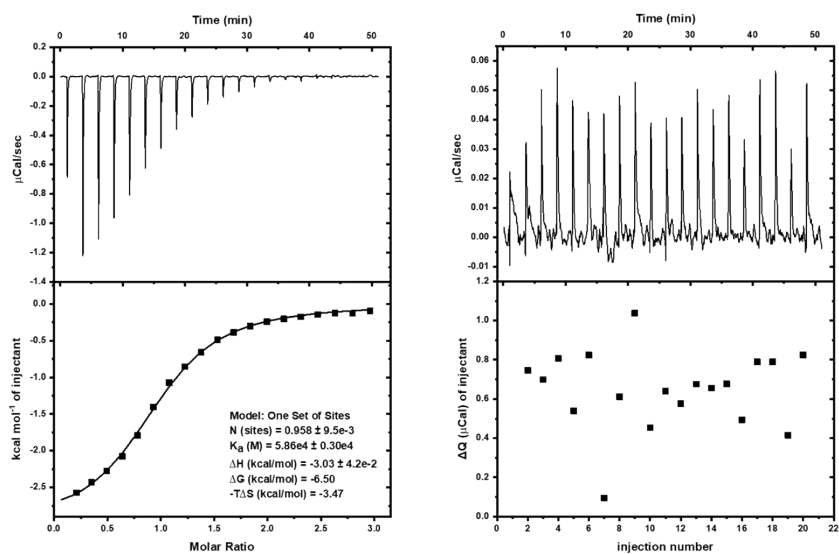 Time (min)
0 10 20 30 40 50
0.2
0.0
-0.2
-0.4
-0.6
-0.8
-1.0
-1.2
-1.4
µCal/sec
0.0
-0.5
-1.0
-1.5
-2.0
-2.5
kcal mol⁻¹ of injectant
Model: One Set of Sites
N (sites) = 0.958 ± 9.5e-3
Ka (M) = 5.86e4 ± 0.30e4
ΔH (kcal/mol) = -3.03 ± 4.2e-2
ΔG (kcal/mol) = -6.50
-TΔS (kcal/mol) = -3.47
0.0 0.5 1.0 1.5 2.0 2.5 3.0
Molar Ratio
Time (min)
0 10 20 30 40 50
0.06
0.05
0.04
0.03
0.02
0.01
0.00
-0.01
µCal/sec
1.2
1.0
0.8
0.6
0.4
0.2
0.0
ΔQ (µCal) of injectant
0 2 4 6 8 10 12 14 16 18 20 22
injection number